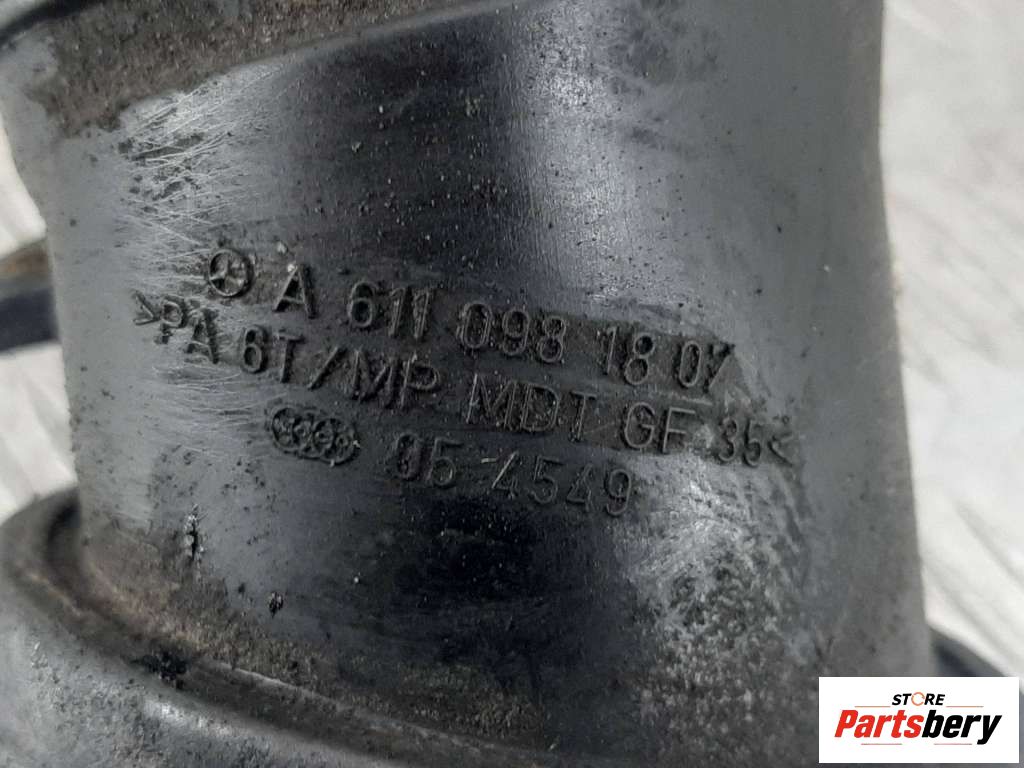 A 611 098 18 07
>PA 6T/MP MDT GF 35<
05 4549
STORE
Partsbery